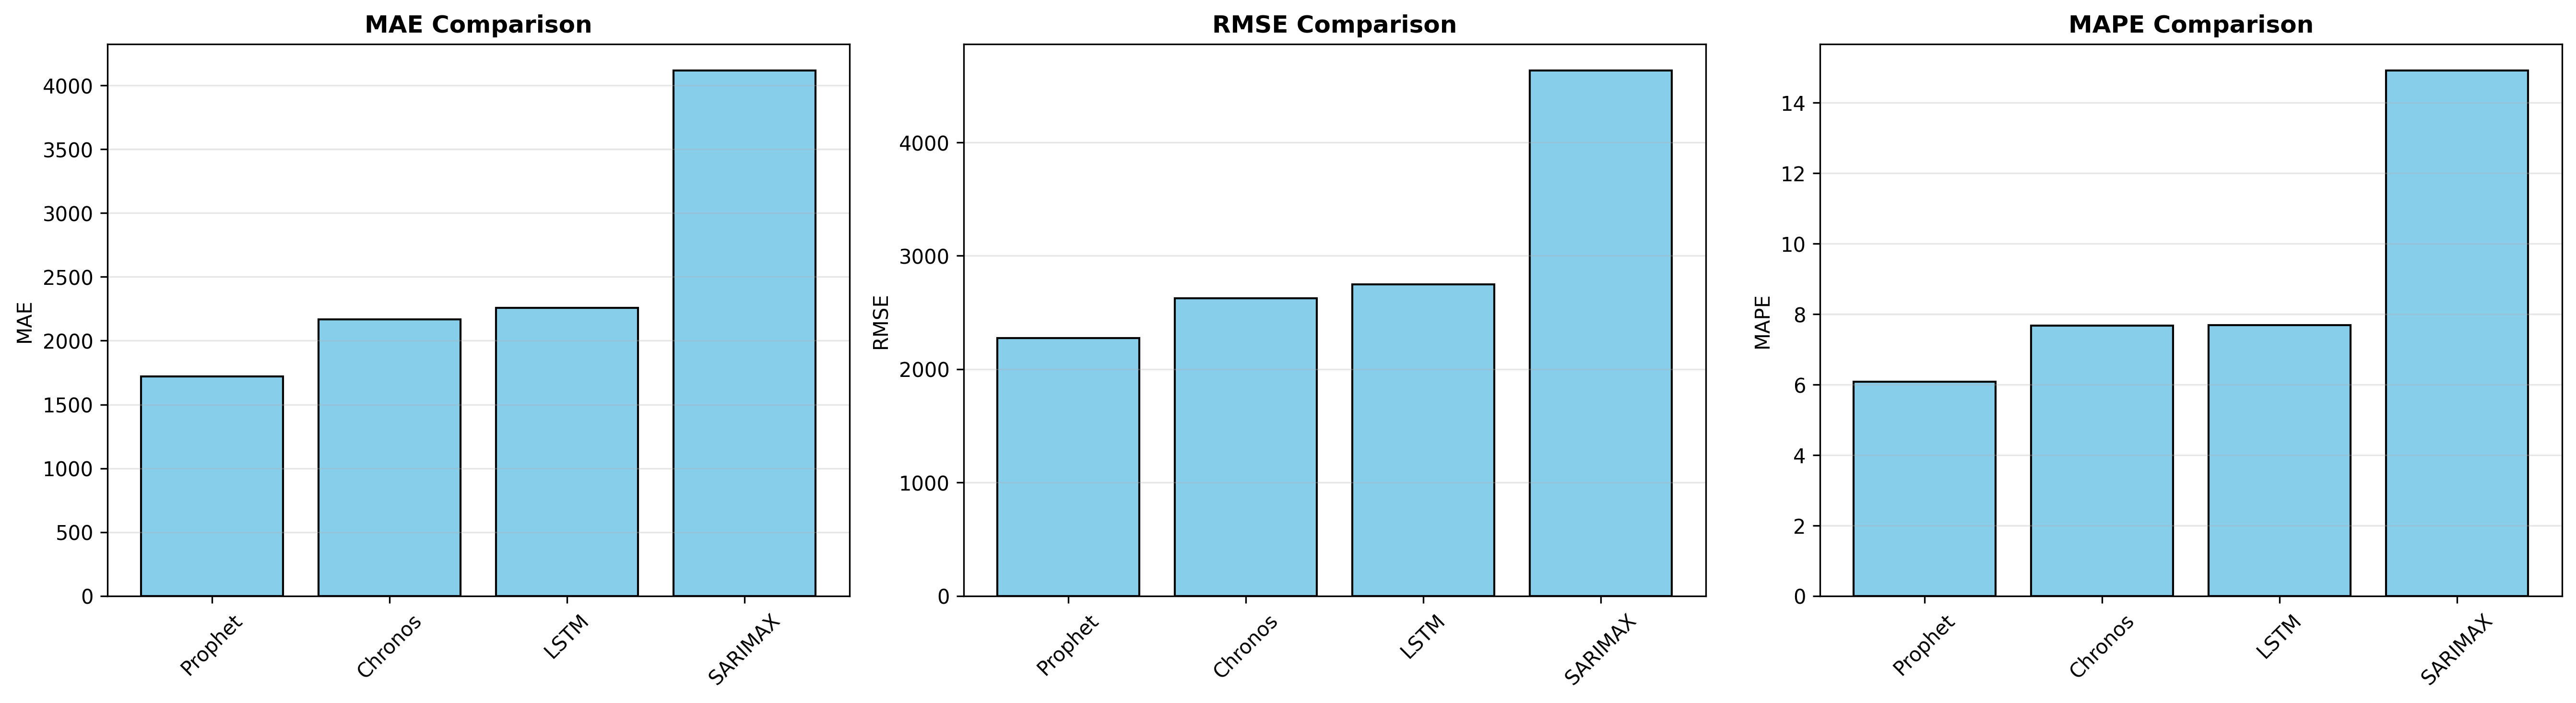 MAE Comparison
MAE
4000
3500
3000
2500
2000
1500
1000
500
0
Prophet
Chronos
LSTM
SARIMAX
RMSE Comparison
RMSE
4000
3000
2000
1000
0
Prophet
Chronos
LSTM
SARIMAX
MAPE Comparison
MAPE
14
12
10
8
6
4
2
0
Prophet
Chronos
LSTM
SARIMAX